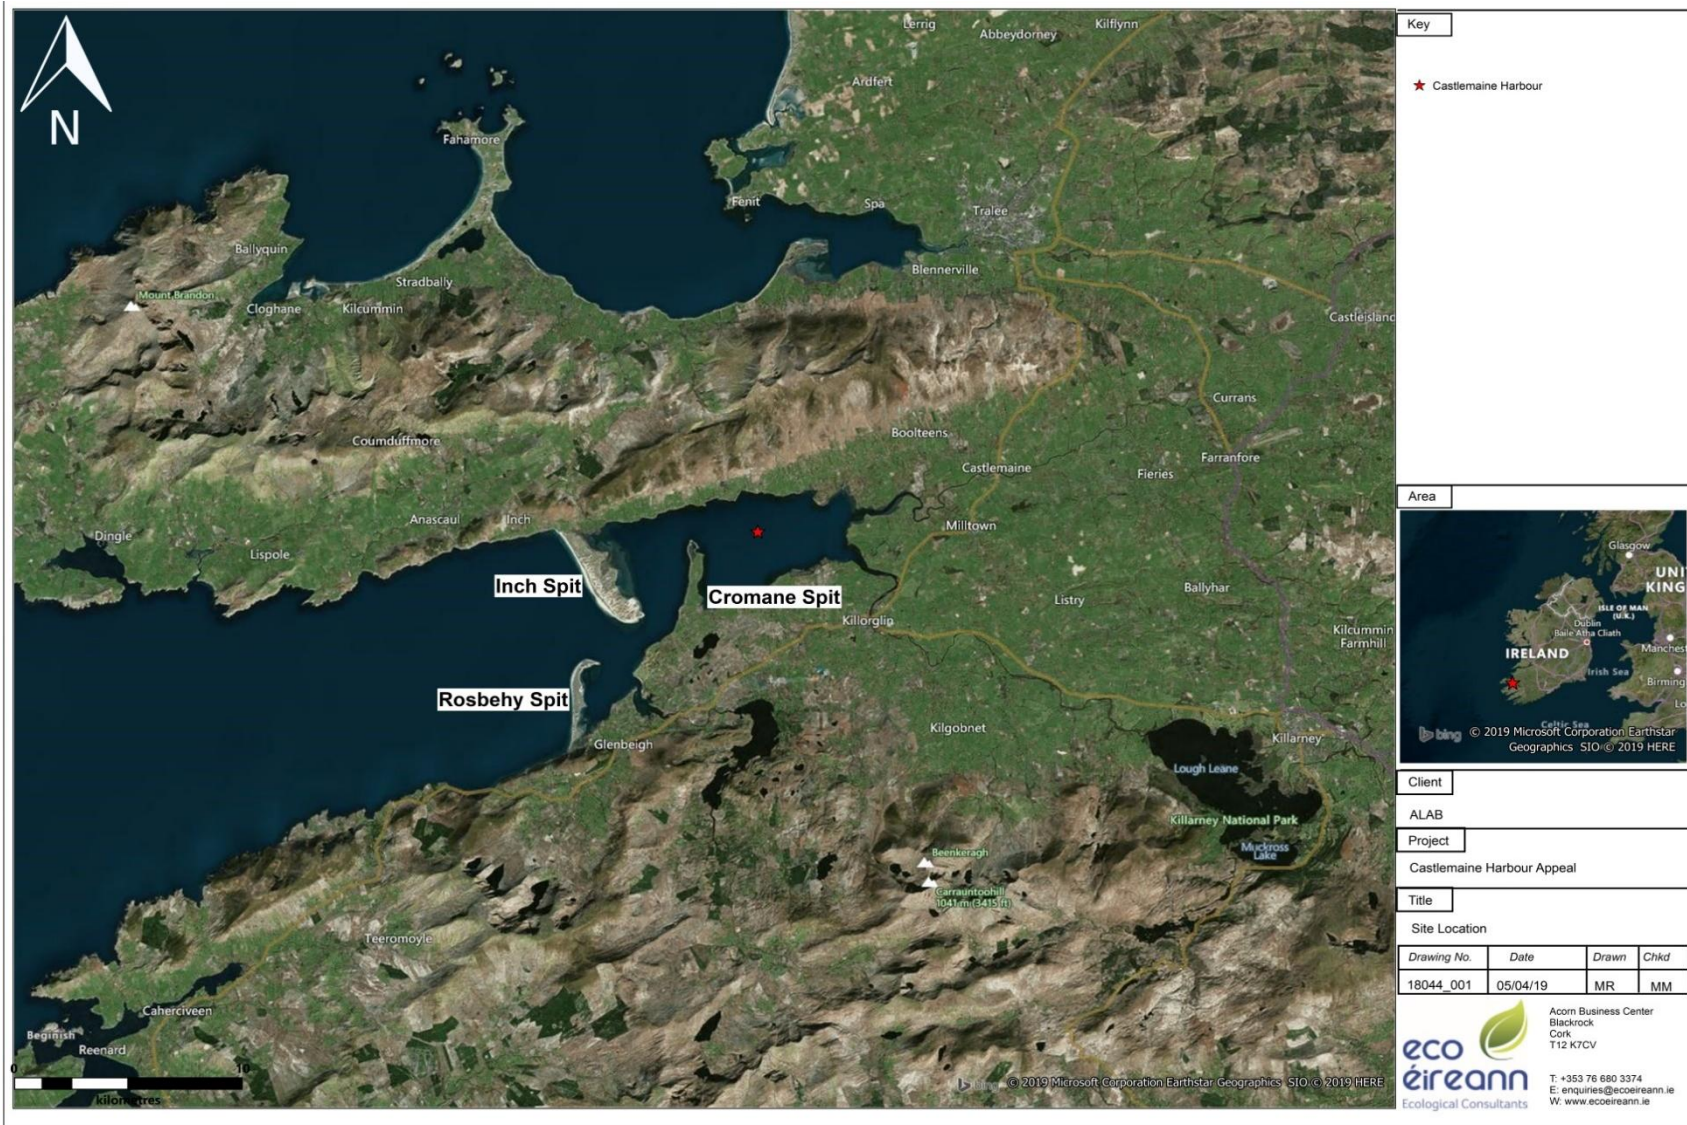 N
Lerrig
Kilflynn
Abbeydorney
Ardfert
Fahamore
Fenit
Spa
Tralee
Ballyquin
Blennerville
Stradbally
Mount Brandon
Cloghane
Kilcummin
Castleisland
Currans
Coumduffmore
Boolteens
Castlemaine
Farranfore
Fieries
Anascaul
Inch
Milltown
Dingle
Lispole
Inch Spit
Cromane Spit
Ballyhar
Listry
Killorglin
Kilcummin
Farmhill
Rosbehy Spit
Kilgobnet
Glenbeigh
Killarney
Lough Leane
Killarney National Park
Muckross
Lake
Beenkeragh
Carrauntoohill
1041 m (3415 ft)
Teeromoyle
Caherciveen
Beginish
Reenard
0
10
kilometres
bing
© 2019 Microsoft Corporation Earthstar Geographics SIO © 2019 HERE
Key
Castlemaine Harbour
Area
Glasgow
UNI
KING
ISLE OF MAN
(U.K.)
Dublin
Baile Átha Cliath
IRELAND
Manchest
Irish Sea
Birming
Lo
Celtic Sea
bing
© 2019 Microsoft Corporation Earthstar
Geographics SIO © 2019 HERE
Client
ALAB
Project
Castlemaine Harbour Appeal
Title
Site Location
Drawing No. Date Drawn Chkd
18044_001 05/04/19 MR MM
eco
éireann
Ecological Consultants
Acorn Business Center
Blackrock
Cork
T12 K7CV
T: +353 76 680 3374
E: enquiries@ecoeireann.ie
W: www.ecoeireann.ie